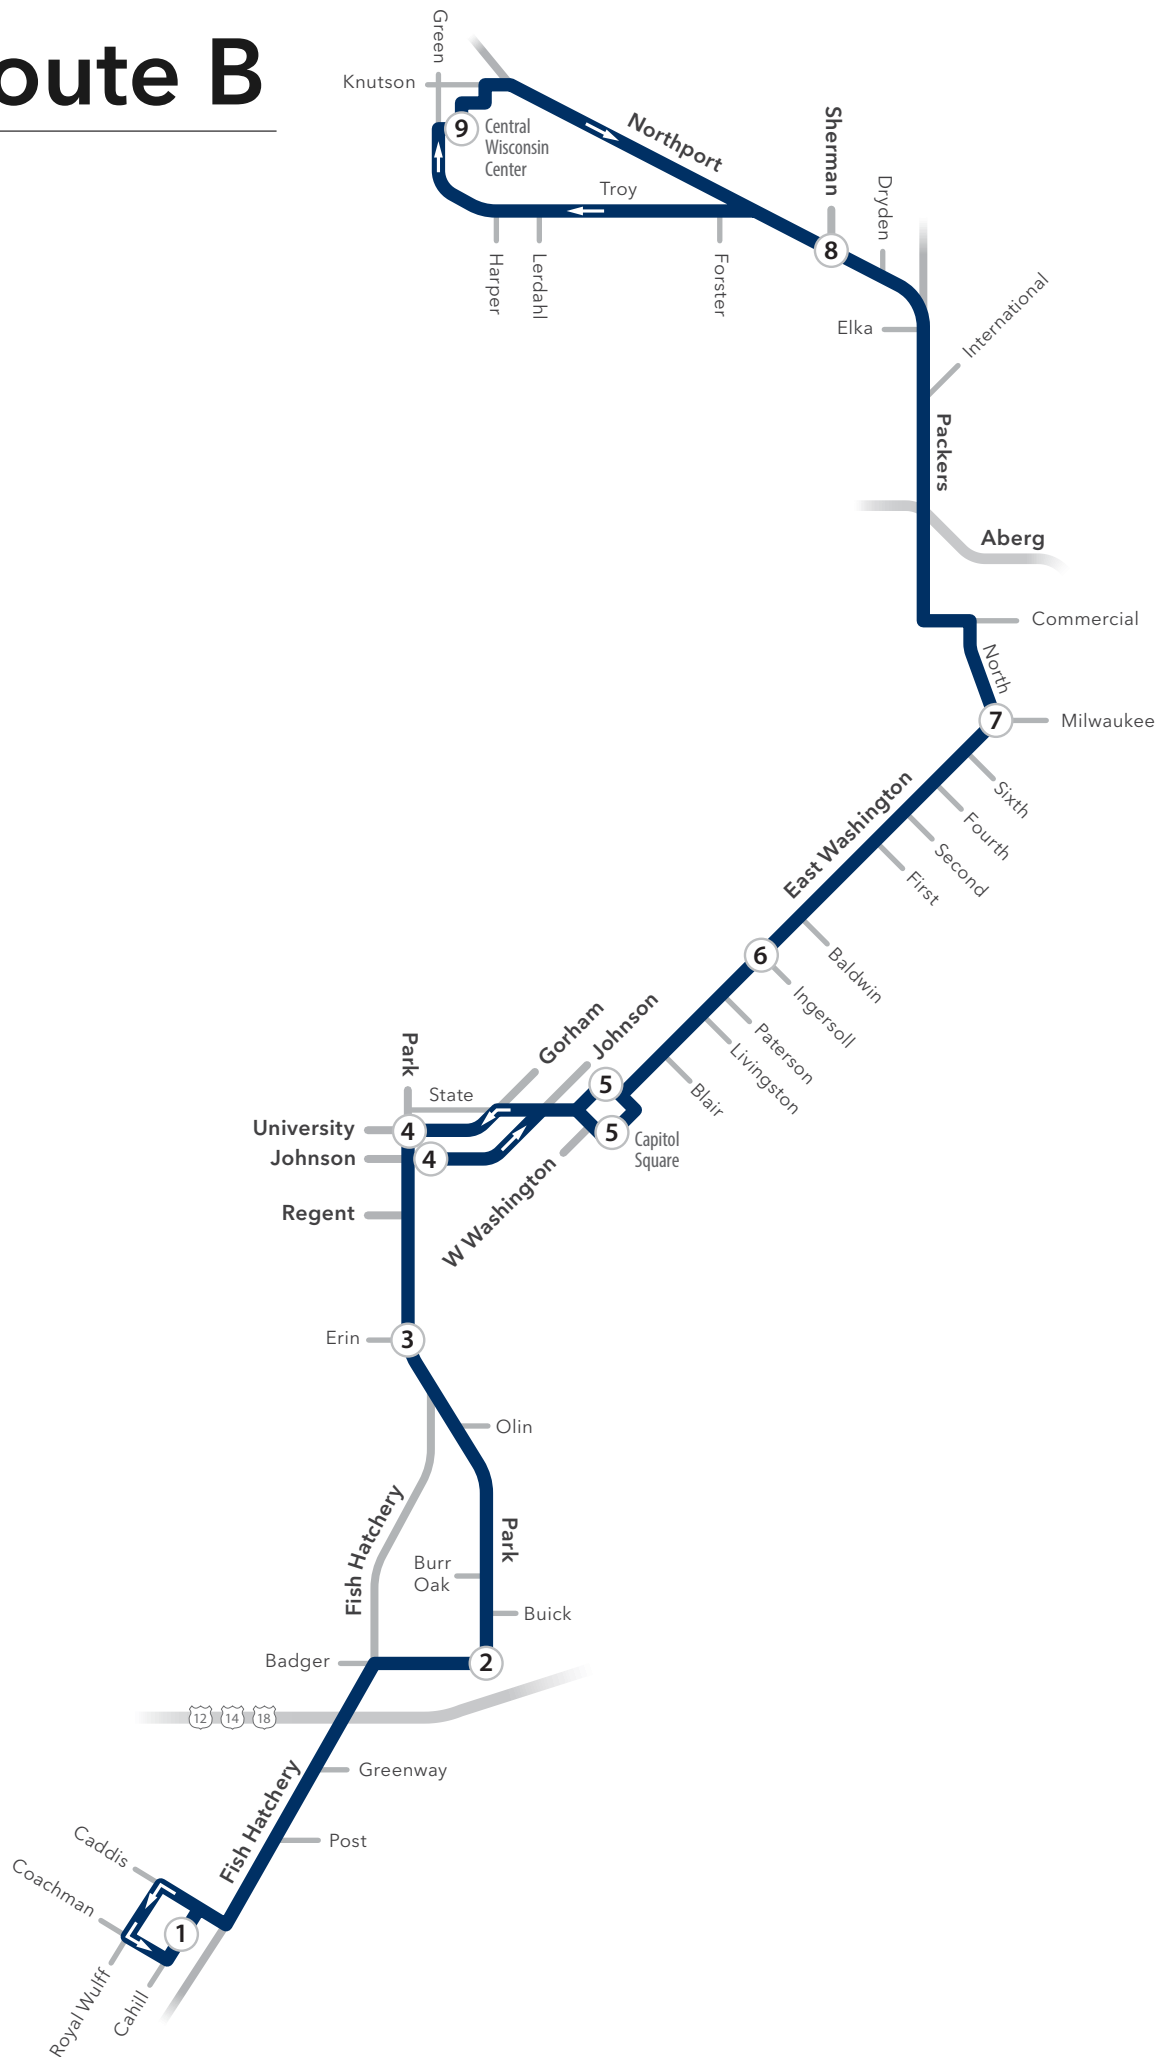 oute B
Green
Knutson
9
Central
Wisconsin
Center
Northport
Sherman
Troy
Dryden
8
Harper
Lerdahl
Forster
Elka
International
Packers
Aberg
Commercial
North
7
Milwaukee
Sixth
Fourth
Second
First
East Washington
Baldwin
6
Ingersoll
Paterson
Livingston
Blair
Gorham
Johnson
Park
State
5
University
4
5
Capitol
Square
Johnson
4
W Washington
Regent
Erin
3
Olin
Fish Hatchery
Park
Burr
Oak
Buick
Badger
2
12
14
18
Greenway
Fish Hatchery
Post
Caddis
Coachman
1
Royal Wulff
Cahill